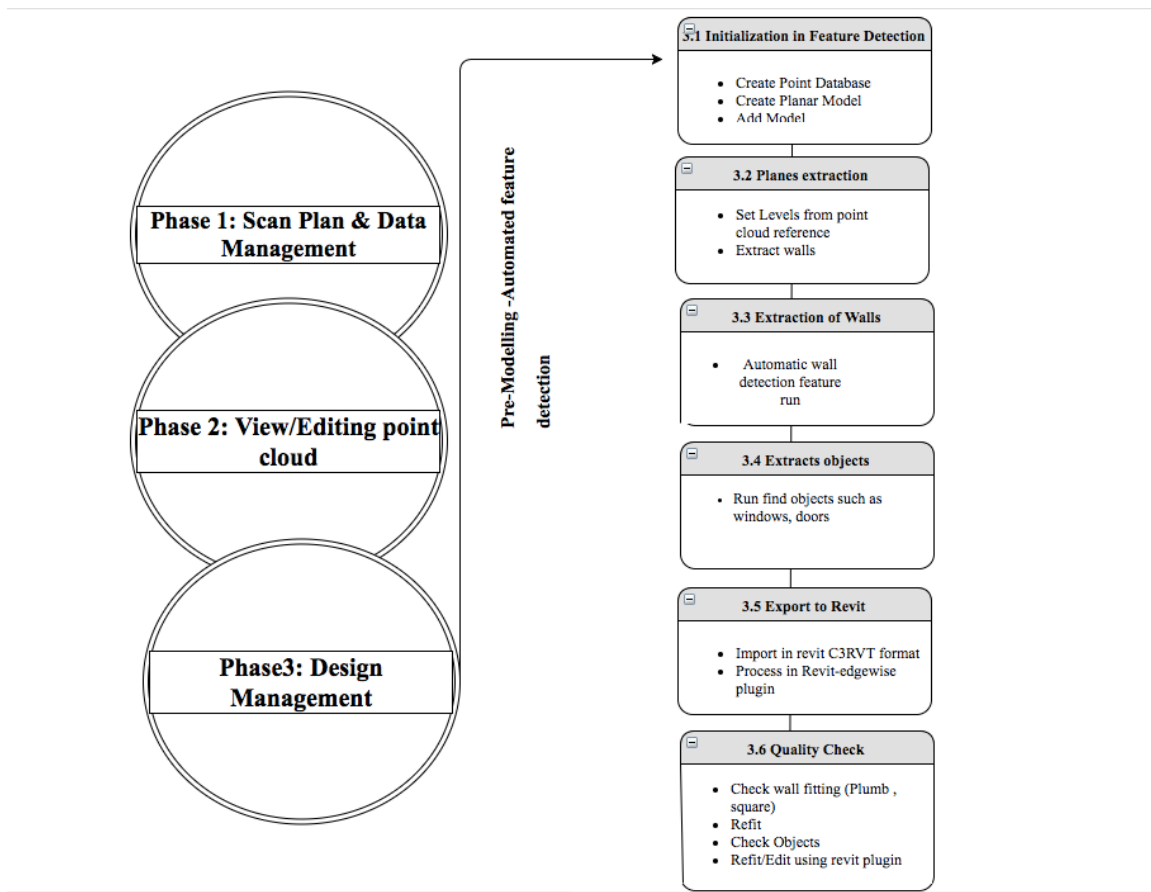 Phase 1: Scan Plan & Data
Management
Phase 2: View/Editing point
cloud
Phase3: Design
Management
Pre-Modelling -Automated feature
detection
3.1 Initialization in Feature Detection
• Create Point Database
• Create Planar Model
• Add Model
3.2 Planes extraction
• Set Levels from point
cloud reference
• Extract walls
3.3 Extraction of Walls
• Automatic wall
detection feature
run
3.4 Extracts objects
• Run find objects such as
windows, doors
3.5 Export to Revit
• Import in revit C3RVT format
• Process in Revit-edgewise
plugin
3.6 Quality Check
• Check wall fitting (Plumb ,
square)
• Refit
• Check Objects
• Refit/Edit using revit plugin